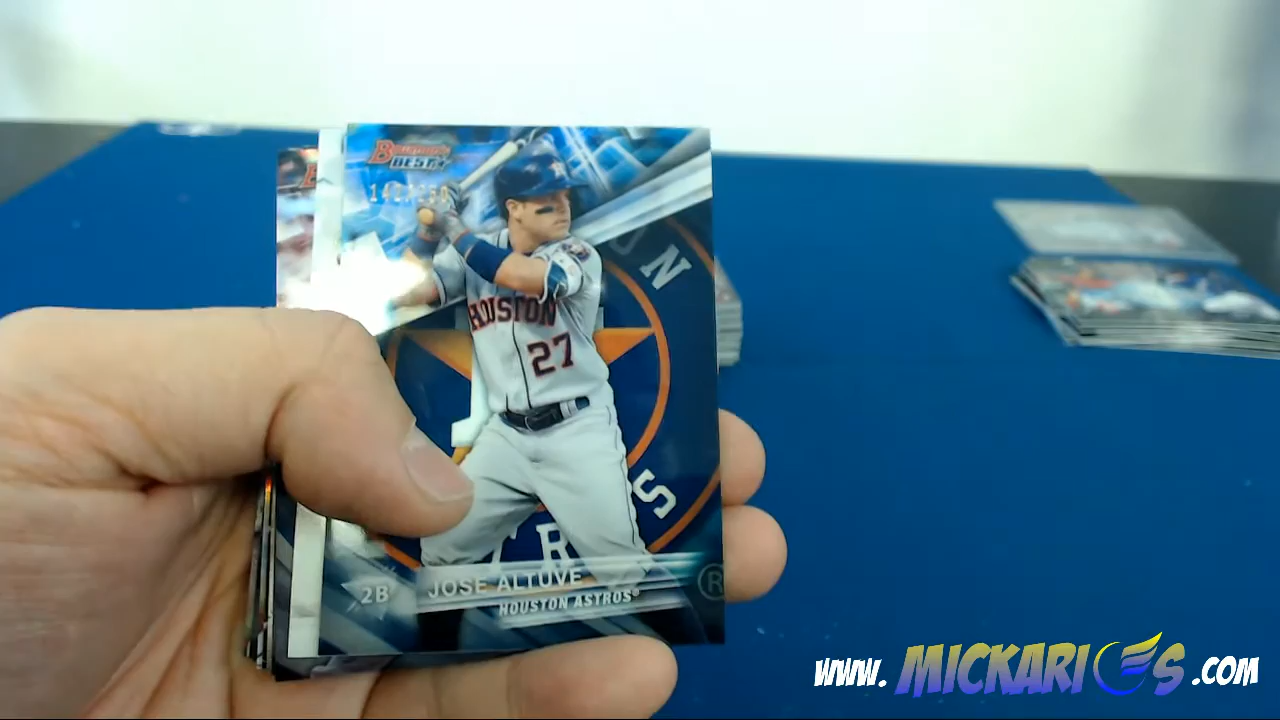 BOWMAN'S
BEST
N
HOUSTON
27
S
R
2B
JOSE ALTUVE
HOUSTON ASTROS®
www.MICKARIES.com